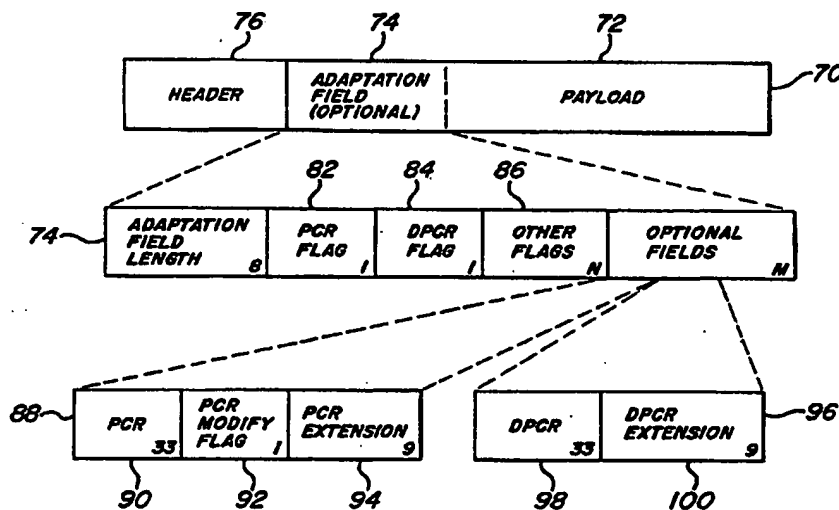 76
74
72
HEADER
ADAPTATION
FIELD
(OPTIONAL)
PAYLOAD
70
82
84
86
74
ADAPTATION
FIELD
LENGTH
8
PCR
FLAG
1
DPCR
FLAG
1
OTHER
FLAGS
N
OPTIONAL
FIELDS
M
88
PCR
33
PCR
MODIFY
FLAG
1
PCR
EXTENSION
9
DPCR
33
DPCR
EXTENSION
9
96
90
92
94
98
100